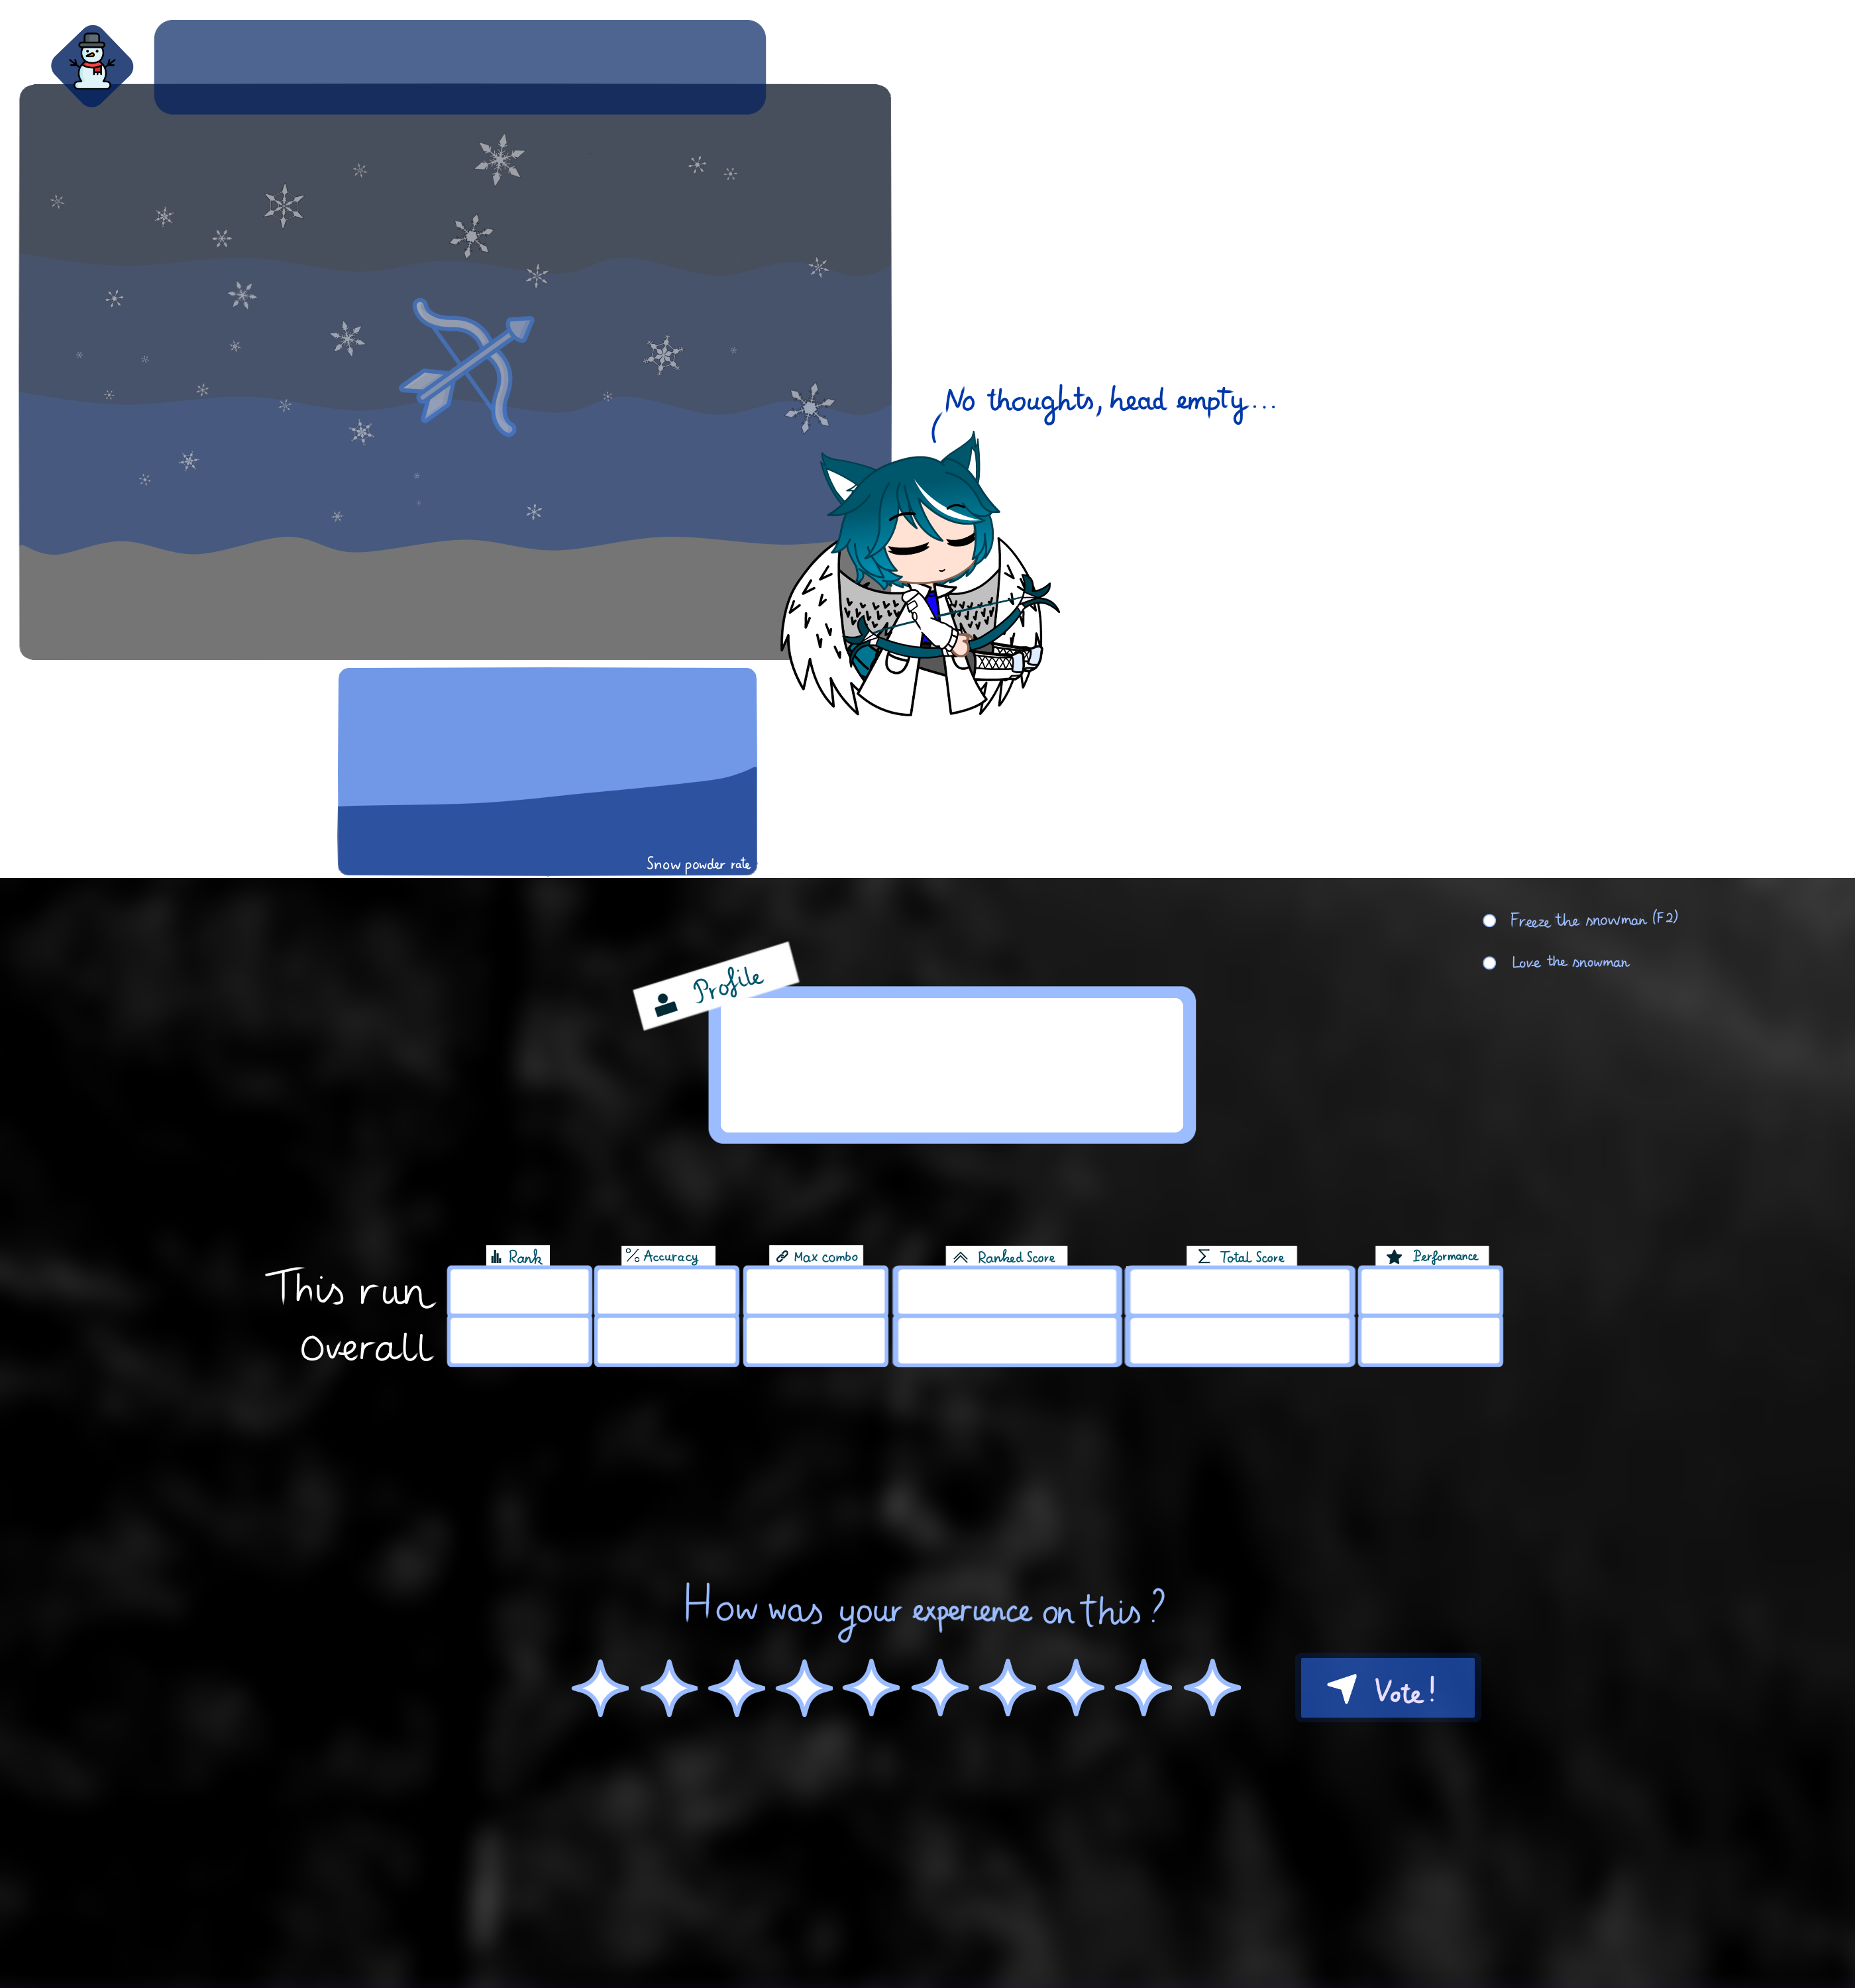 No thoughts, head empty...
Snow powder rate
Freeze the snowman (F2)
Love the snowman
Profile
Rank
% Accuracy
Max combo
Ranked Score
Σ Total Score
Performance
This run
Overall
How was your experience on this?
Vote!